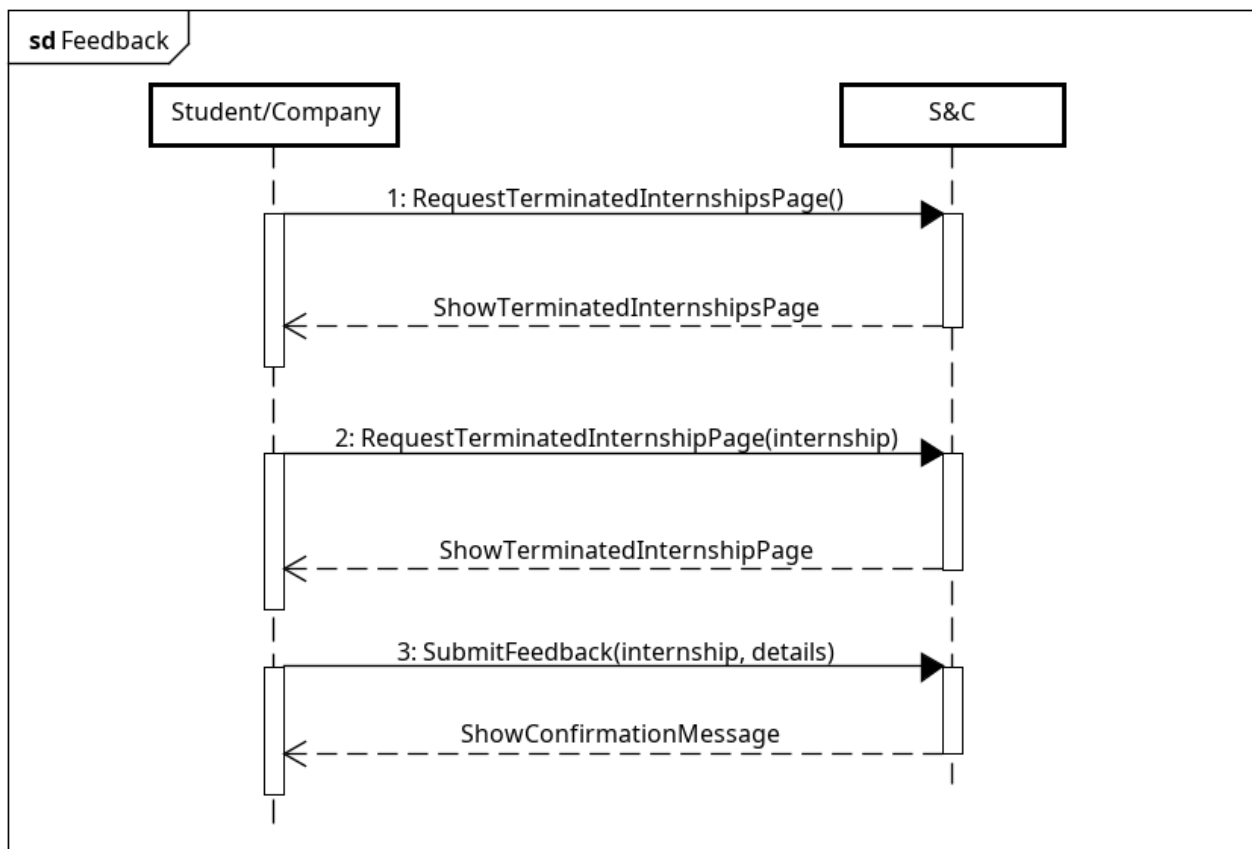 sd Feedback
Student/Company
S&C
1: RequestTerminatedInternshipsPage()
ShowTerminatedInternshipsPage
2: RequestTerminatedInternshipPage(internship)
ShowTerminatedInternshipPage
3: SubmitFeedback(internship, details)
ShowConfirmationMessage